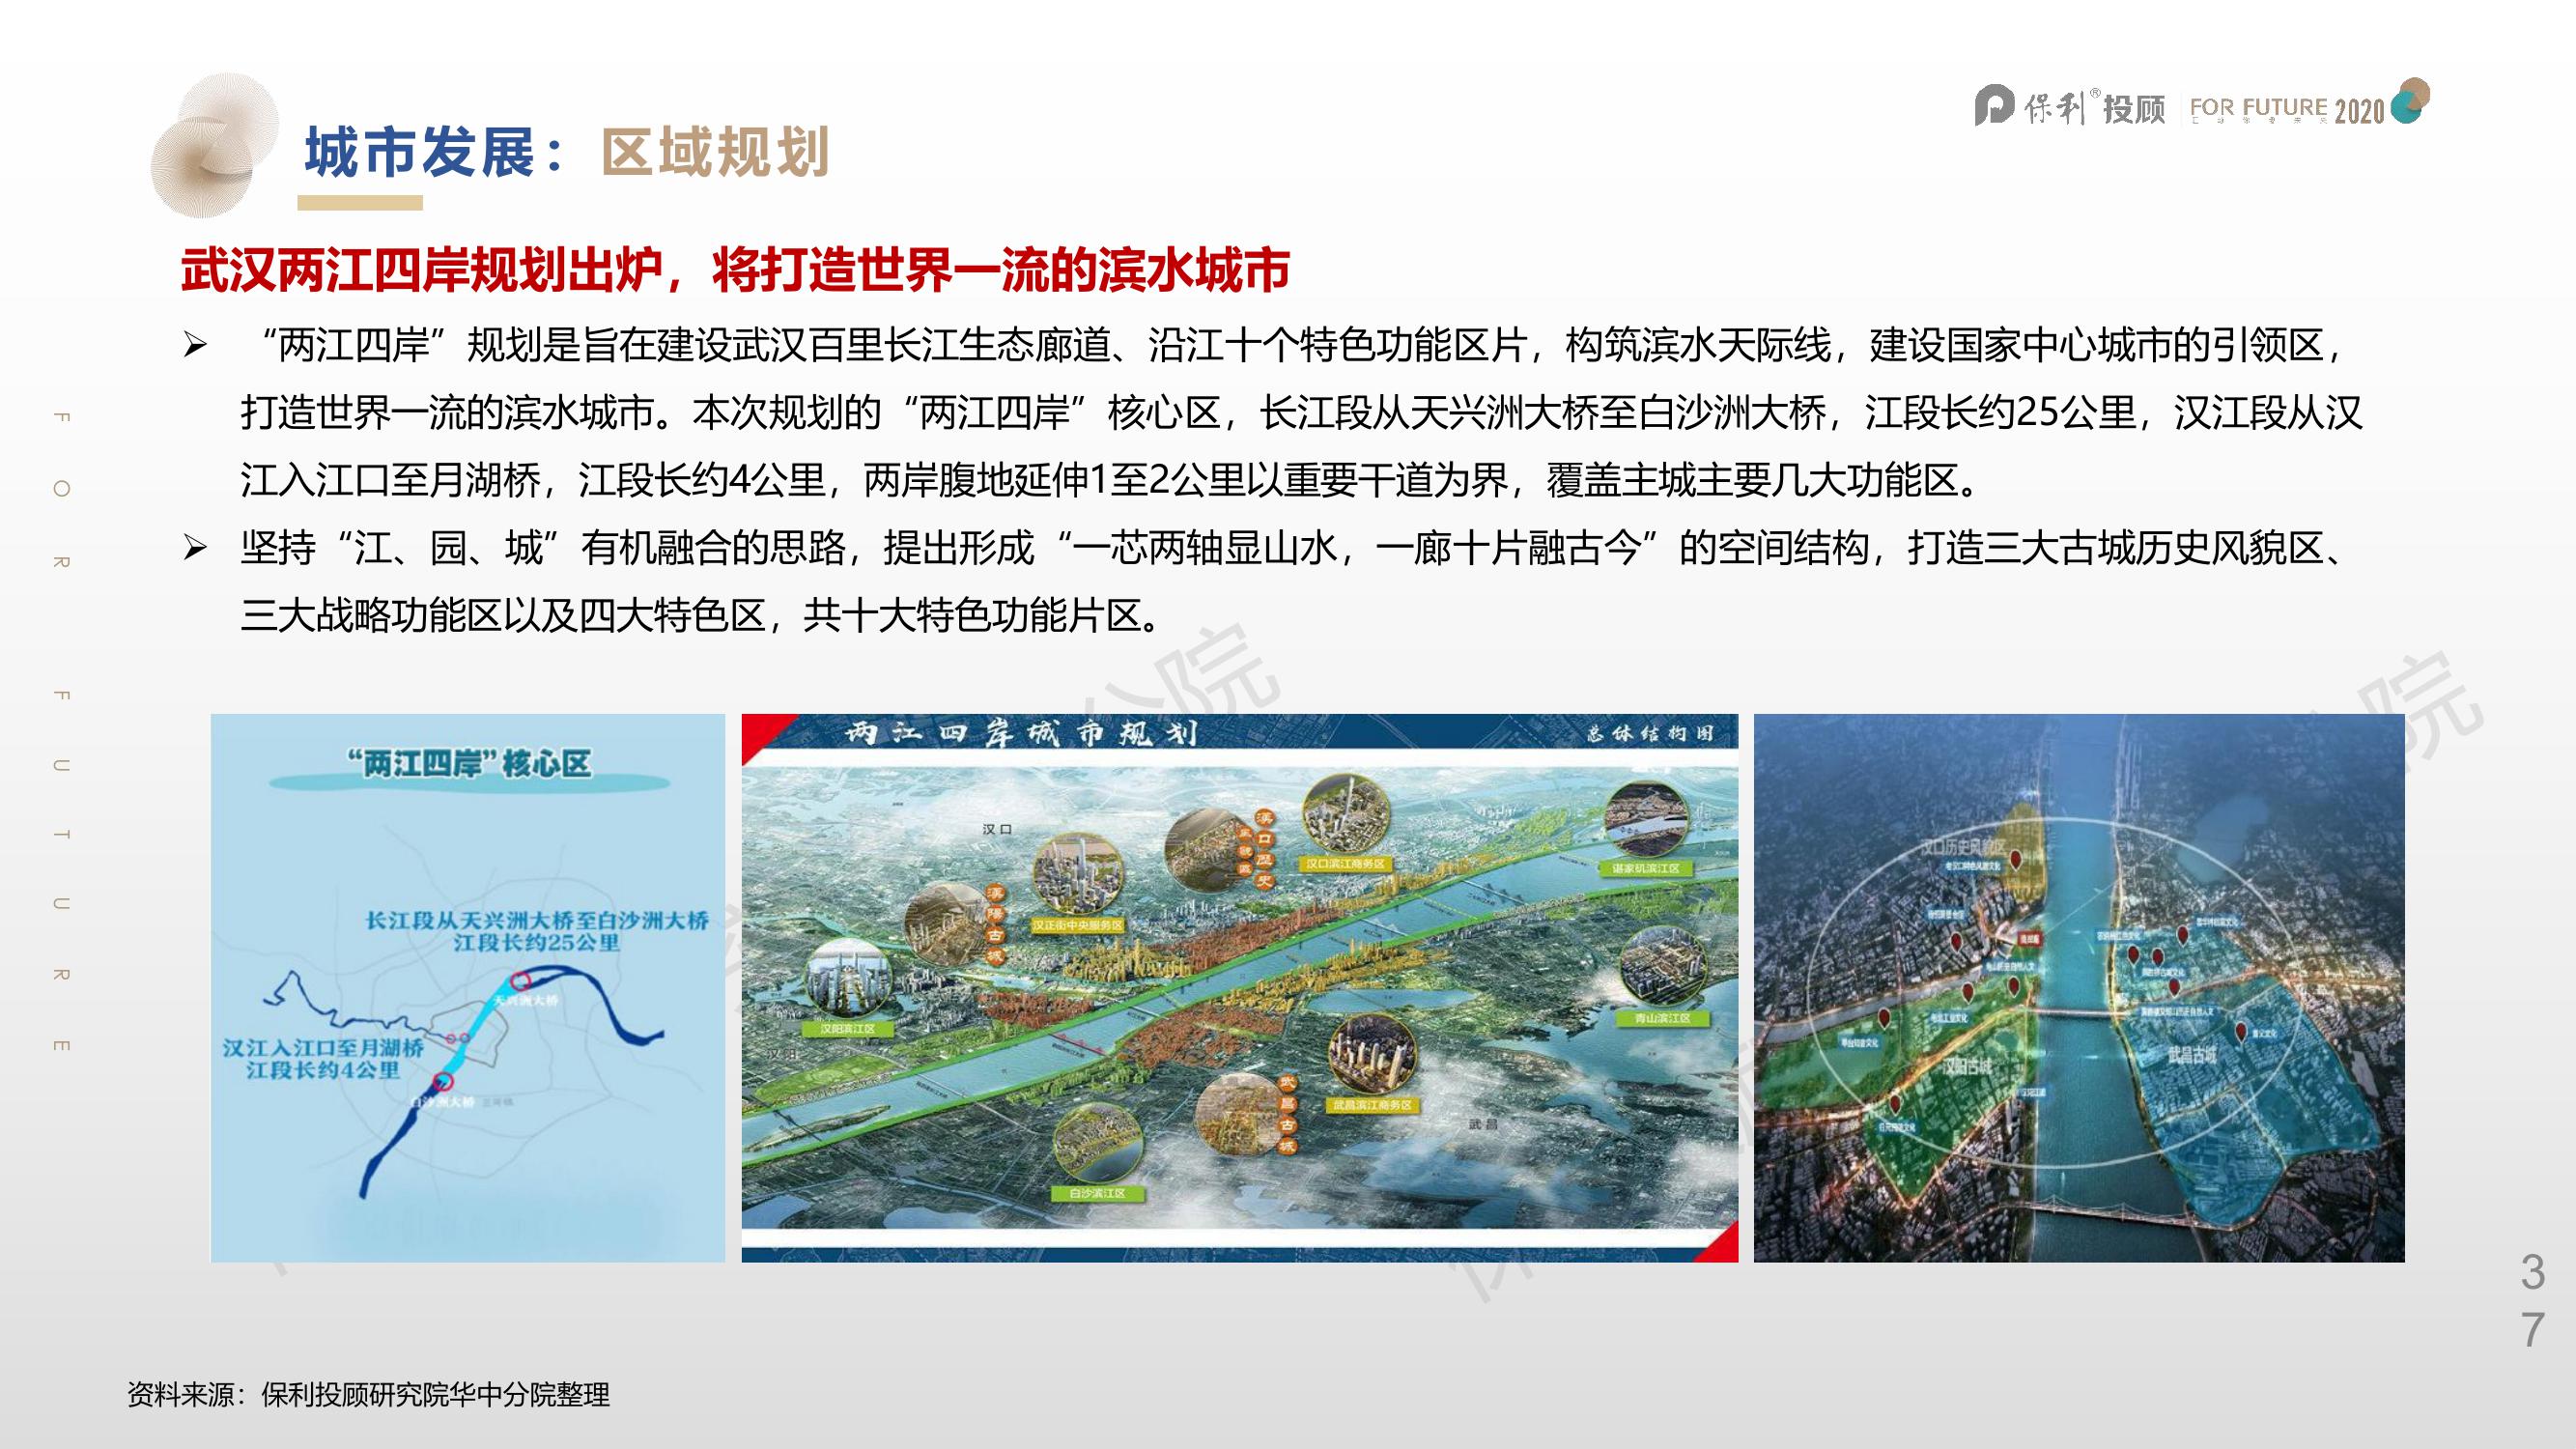 保利®投顾 FOR FUTURE 2020
城市发展：区域规划
武汉两江四岸规划出炉，将打造世界一流的滨水城市
➢ “两江四岸”规划是旨在建设武汉百里长江生态廊道、沿江十个特色功能区片，构筑滨水天际线，建设国家中心城市的引领区，
打造世界一流的滨水城市。本次规划的“两江四岸”核心区，长江段从天兴洲大桥至白沙洲大桥，江段长约25公里，汉江段从汉
江入江口至月湖桥，江段长约4公里，两岸腹地延伸1至2公里以重要干道为界，覆盖主城主要几大功能区。
➢ 坚持“江、园、城”有机融合的思路，提出形成“一芯两轴显山水，一廊十片融古今”的空间结构，打造三大古城历史风貌区、
三大战略功能区以及四大特色区，共十大特色功能片区。
FOR FUTURE
“两江四岸”核心区
长江段从天兴洲大桥至白沙洲大桥
江段长约25公里
天兴洲大桥
汉江入江口至月湖桥
江段长约4公里
白沙洲大桥
两江四岸城市规划
总体结构图
汉口
汉口历史风貌区
汉口滨江商务区
谌家矶滨江区
汉正街中央服务区
汉阳古城
汉阳滨江区
汉阳
青山滨江区
武昌滨江商务区
武昌古城
武昌
白沙滨江区
汉口历史风貌区
汉阳古城
武昌古城
37
资料来源：保利投顾研究院华中分院整理